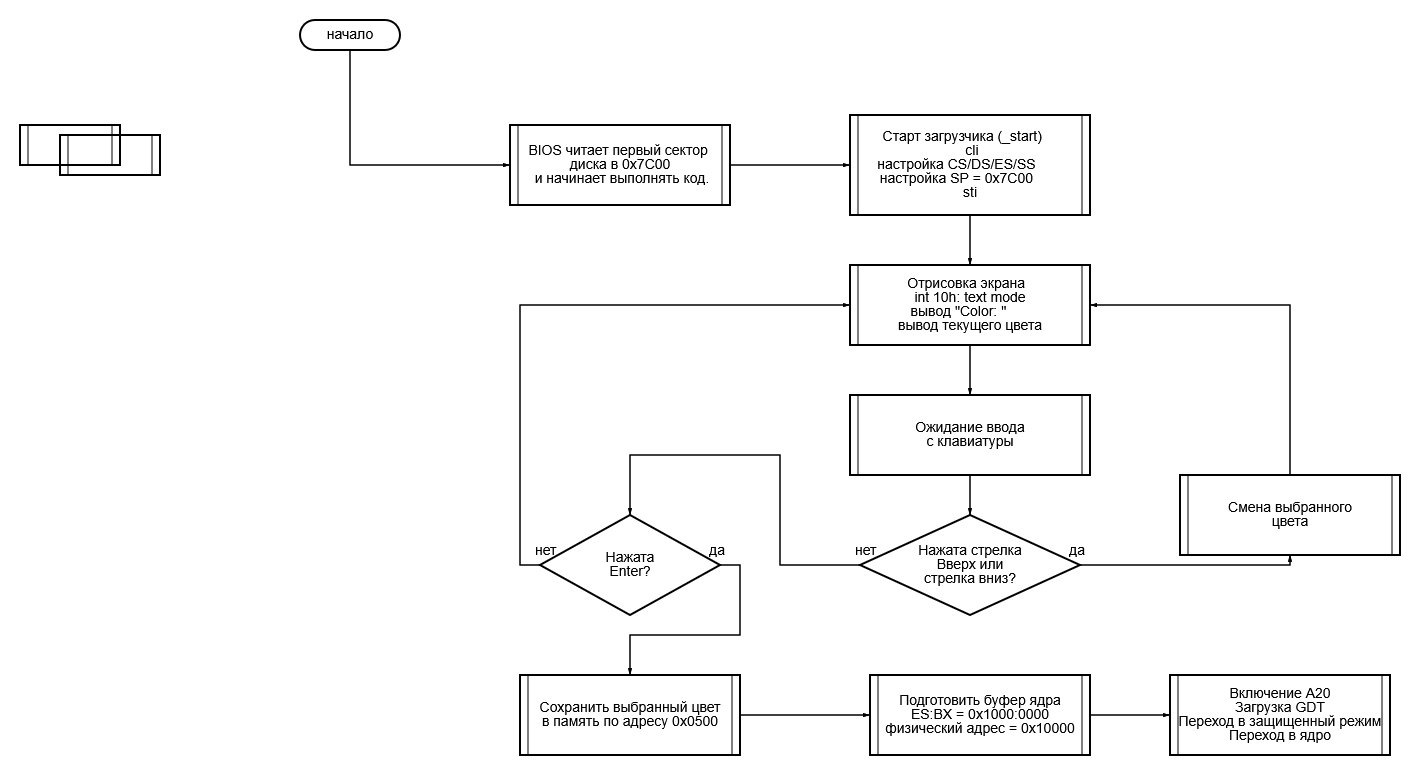 начало
BIOS читает первый сектор
диска в 0x7C00
и начинает выполнять код.
Старт загрузчика (_start)
cli
настройка CS/DS/ES/SS
настройка SP = 0x7C00
sti
Отрисовка экрана
int 10h: text mode
вывод "Color: "
вывод текущего цвета
Ожидание ввода
с клавиатуры
Смена выбранного
цвета
нет
Нажата
Enter?
да
нет
Нажата стрелка
Вверх или
стрелка вниз?
да
Сохранить выбранный цвет
в память по адресу 0x0500
Подготовить буфер ядра
ES:BX = 0x1000:0000
физический адрес = 0x10000
Включение A20
Загрузка GDT
Переход в защищенный режим
Переход в ядро